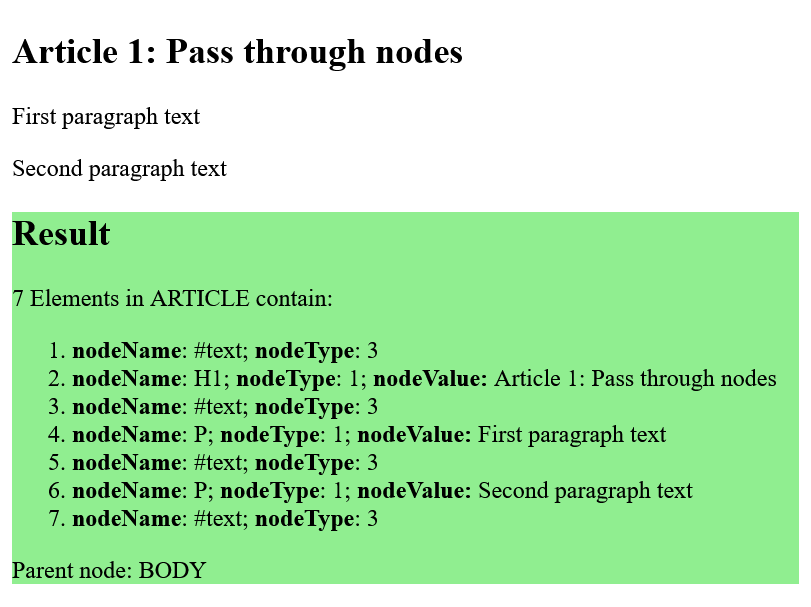 Article 1: Pass through nodes
First paragraph text
Second paragraph text
Result
7 Elements in ARTICLE contain:
1. nodeName: #text; nodeType: 3
2. nodeName: H1; nodeType: 1; nodeValue: Article 1: Pass through nodes
3. nodeName: #text; nodeType: 3
4. nodeName: P; nodeType: 1; nodeValue: First paragraph text
5. nodeName: #text; nodeType: 3
6. nodeName: P; nodeType: 1; nodeValue: Second paragraph text
7. nodeName: #text; nodeType: 3
Parent node: BODY